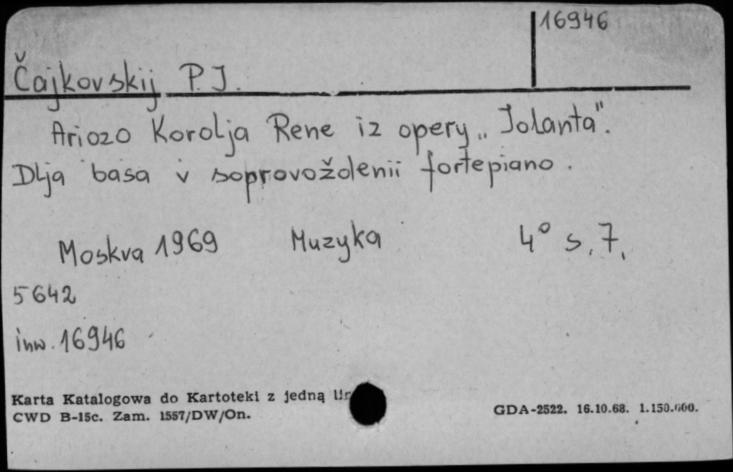 16946
Čajkovskij P.J.
Ariozo Korolja Rene iz opery „Jolanta".
Dlja basa v soprovoždenii fortepiano.
Moskva 1969 Muzyka 4° s. 7.
5642
inw. 16946
Karta Katalogowa do Kartoteki z jedną
CWD B-15c. Zam. 1557/DW/On.
GDA-2522. 16.10.68. 1.150.000.